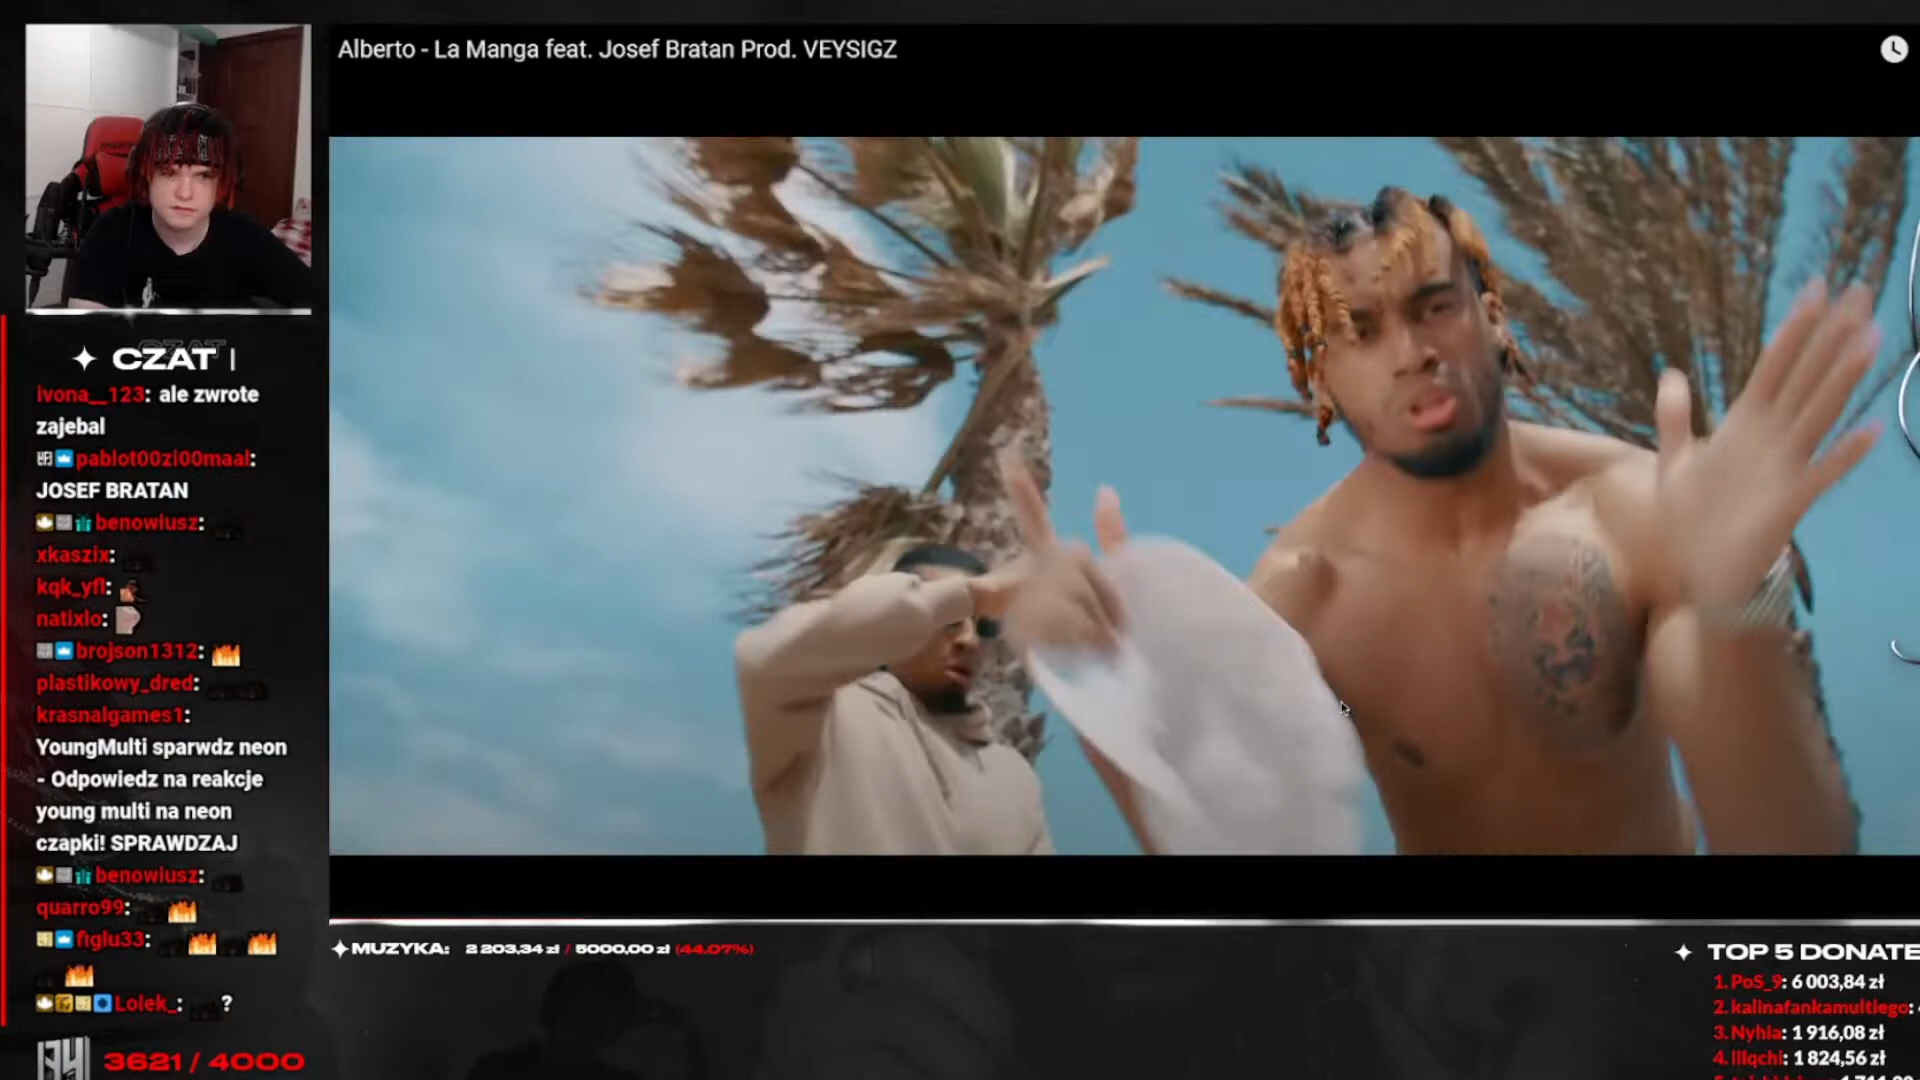 Alberto - La Manga feat. Josef Bratan Prod. VEYSIGZ
CZAT
ivona__123: ale zwrote
zajebal
pablot00zl00maal:
JOSEF BRATAN
benowiusz:
xkaszix:
kqk_yfl:
natixlo:
brojson1312:
plastikowy_dred:
krasnalgames1:
YoungMulti sparwdz neon
- Odpowiedz na reakcje
young multi na neon
czapki! SPRAWDZAJ
benowiusz:
quarro99:
figlu33:
Lolek_: ?
3621 / 4000
MUZYKA: 2 203,34 zł / 5000,00 zł (44.07%)
TOP 5 DONATE
1. PoS_9: 6 003,84 zł
2. kalinafankamultiego:
3. Nyhia: 1 916,08 zł
4. lllqchi: 1 824,56 zł